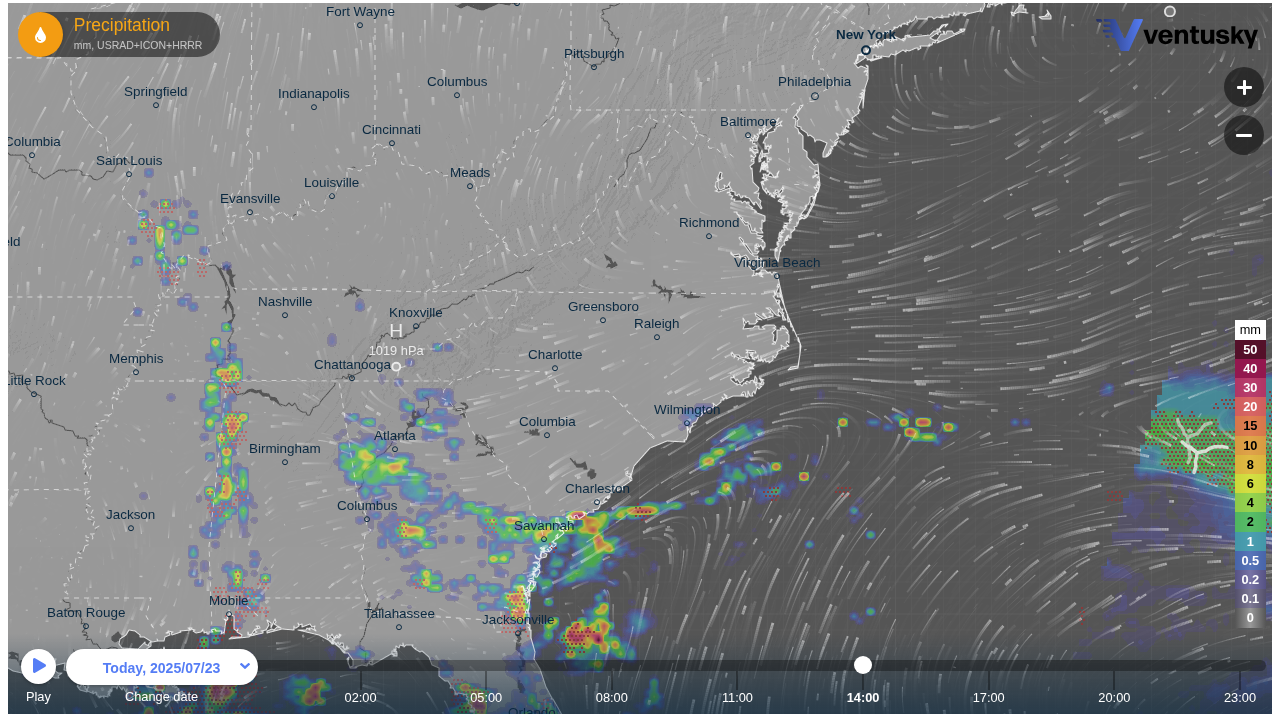 Precipitation
mm, USRAD+ICON+HRRR
Fort Wayne
New York
ventusky
Pittsburgh
Springfield
Indianapolis
Columbus
Philadelphia
Columbia
Cincinnati
Baltimore
Saint Louis
Louisville
Meads
Evansville
Richmond
eld
Virginia Beach
Nashville
Knoxville
Greensboro
Raleigh
H
1019 hPa
Memphis
Chattanooga
Charlotte
Little Rock
Wilmington
Columbia
Atlanta
Birmingham
Charleston
Columbus
Jackson
Savannah
Mobile
Baton Rouge
Tallahassee
Jacksonville
Orlando
mm
50
40
30
20
15
10
8
6
4
2
1
0.5
0.2
0.1
0
Today, 2025/07/23
Play
Change date
02:00
05:00
08:00
11:00
14:00
17:00
20:00
23:00